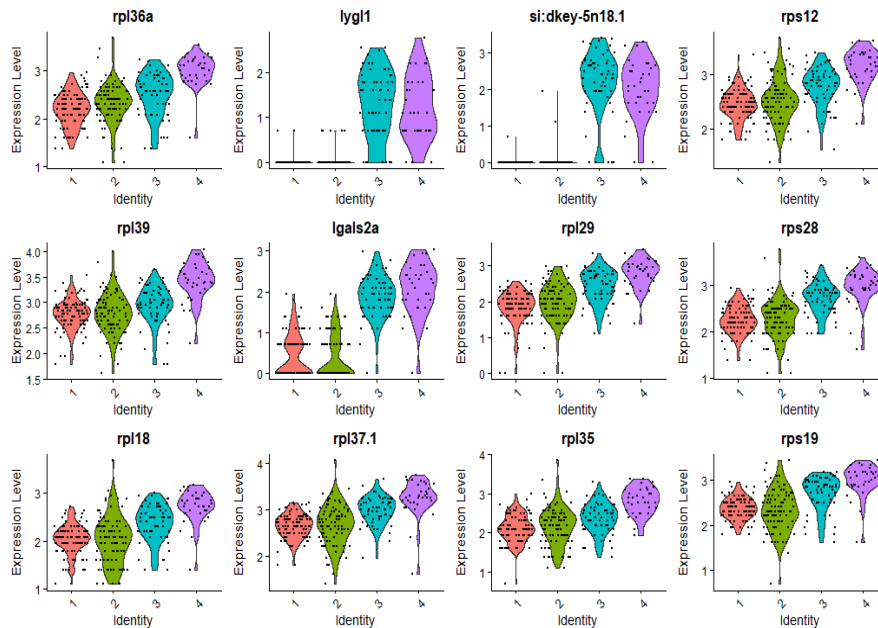 rpl36a
lygl1
si:dkey-5n18.1
rps12
Expression Level
3
2
1
1
2
3
4
Identity
Expression Level
2
1
0
1
2
3
4
Identity
Expression Level
3
2
1
0
1
2
3
4
Identity
Expression Level
3
2
1
2
3
4
Identity
rpl39
lgals2a
rpl29
rps28
Expression Level
4.0
3.5
3.0
2.5
2.0
1.5
1
2
3
4
Identity
Expression Level
3
2
1
0
1
2
3
4
Identity
Expression Level
3
2
1
0
1
2
3
4
Identity
Expression Level
3
2
1
1
2
3
4
Identity
rpl18
rpl37.1
rpl35
rps19
Expression Level
3
2
1
1
2
3
4
Identity
Expression Level
4
3
2
1
2
3
4
Identity
Expression Level
4
3
2
1
0
1
2
3
4
Identity
Expression Level
3
2
1
1
2
3
4
Identity